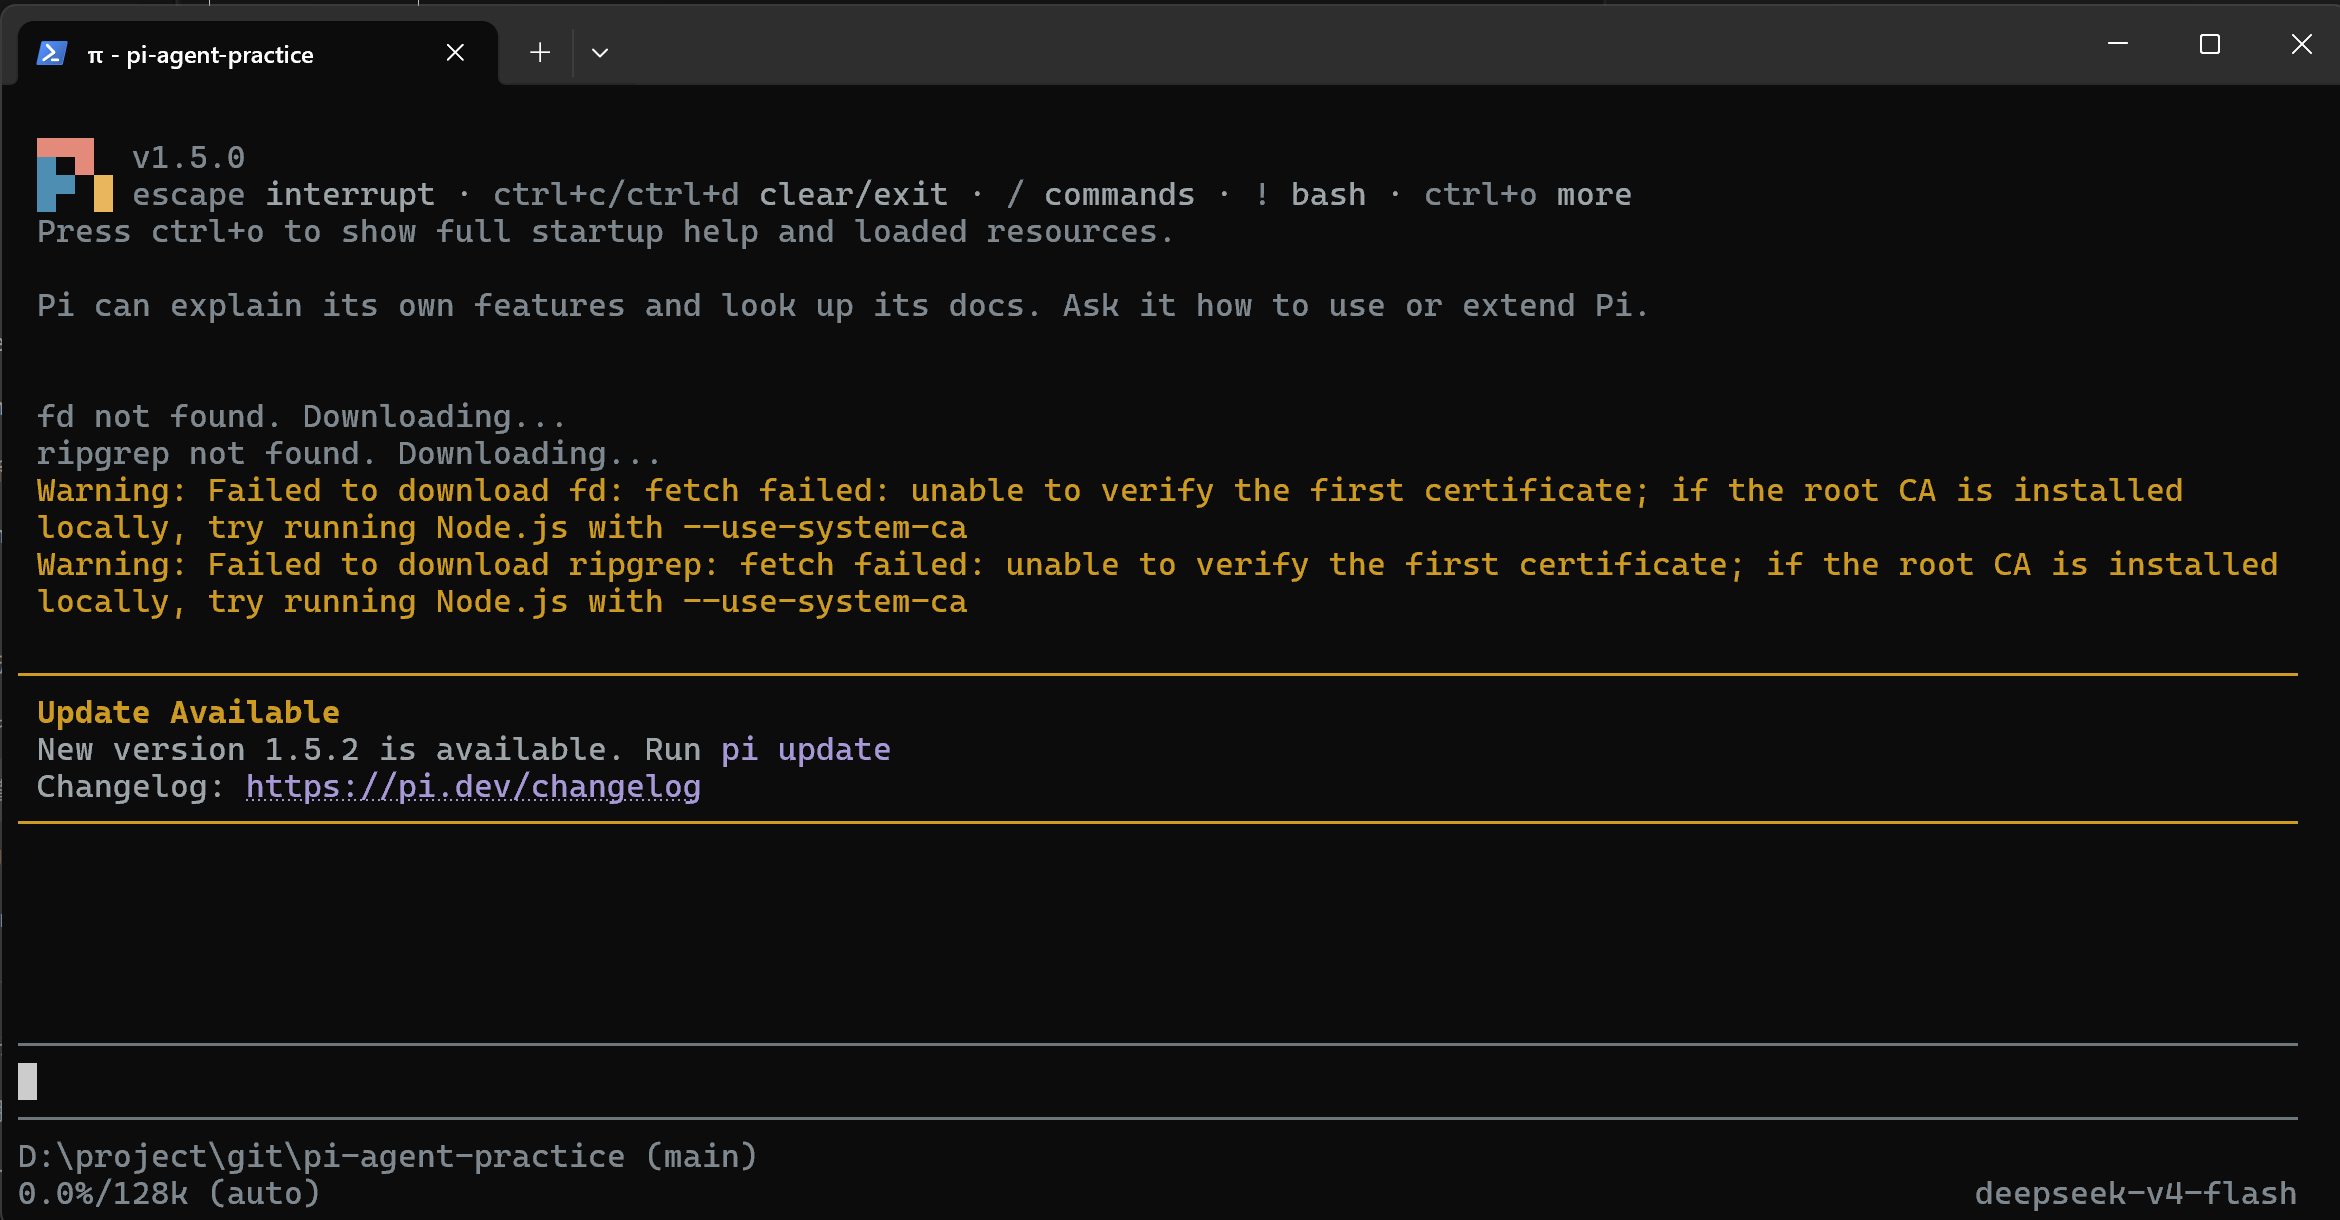 π - pi-agent-practice
v1.5.0
escape interrupt · ctrl+c/ctrl+d clear/exit · / commands · ! bash · ctrl+o more
Press ctrl+o to show full startup help and loaded resources.
Pi can explain its own features and look up its docs. Ask it how to use or extend Pi.
fd not found. Downloading...
ripgrep not found. Downloading...
Warning: Failed to download fd: fetch failed: unable to verify the first certificate; if the root CA is installed
locally, try running Node.js with --use-system-ca
Warning: Failed to download ripgrep: fetch failed: unable to verify the first certificate; if the root CA is installed
locally, try running Node.js with --use-system-ca
Update Available
New version 1.5.2 is available. Run pi update
Changelog: https://pi.dev/changelog
D:\project\git\pi-agent-practice (main)
0.0%/128k (auto) deepseek-v4-flash